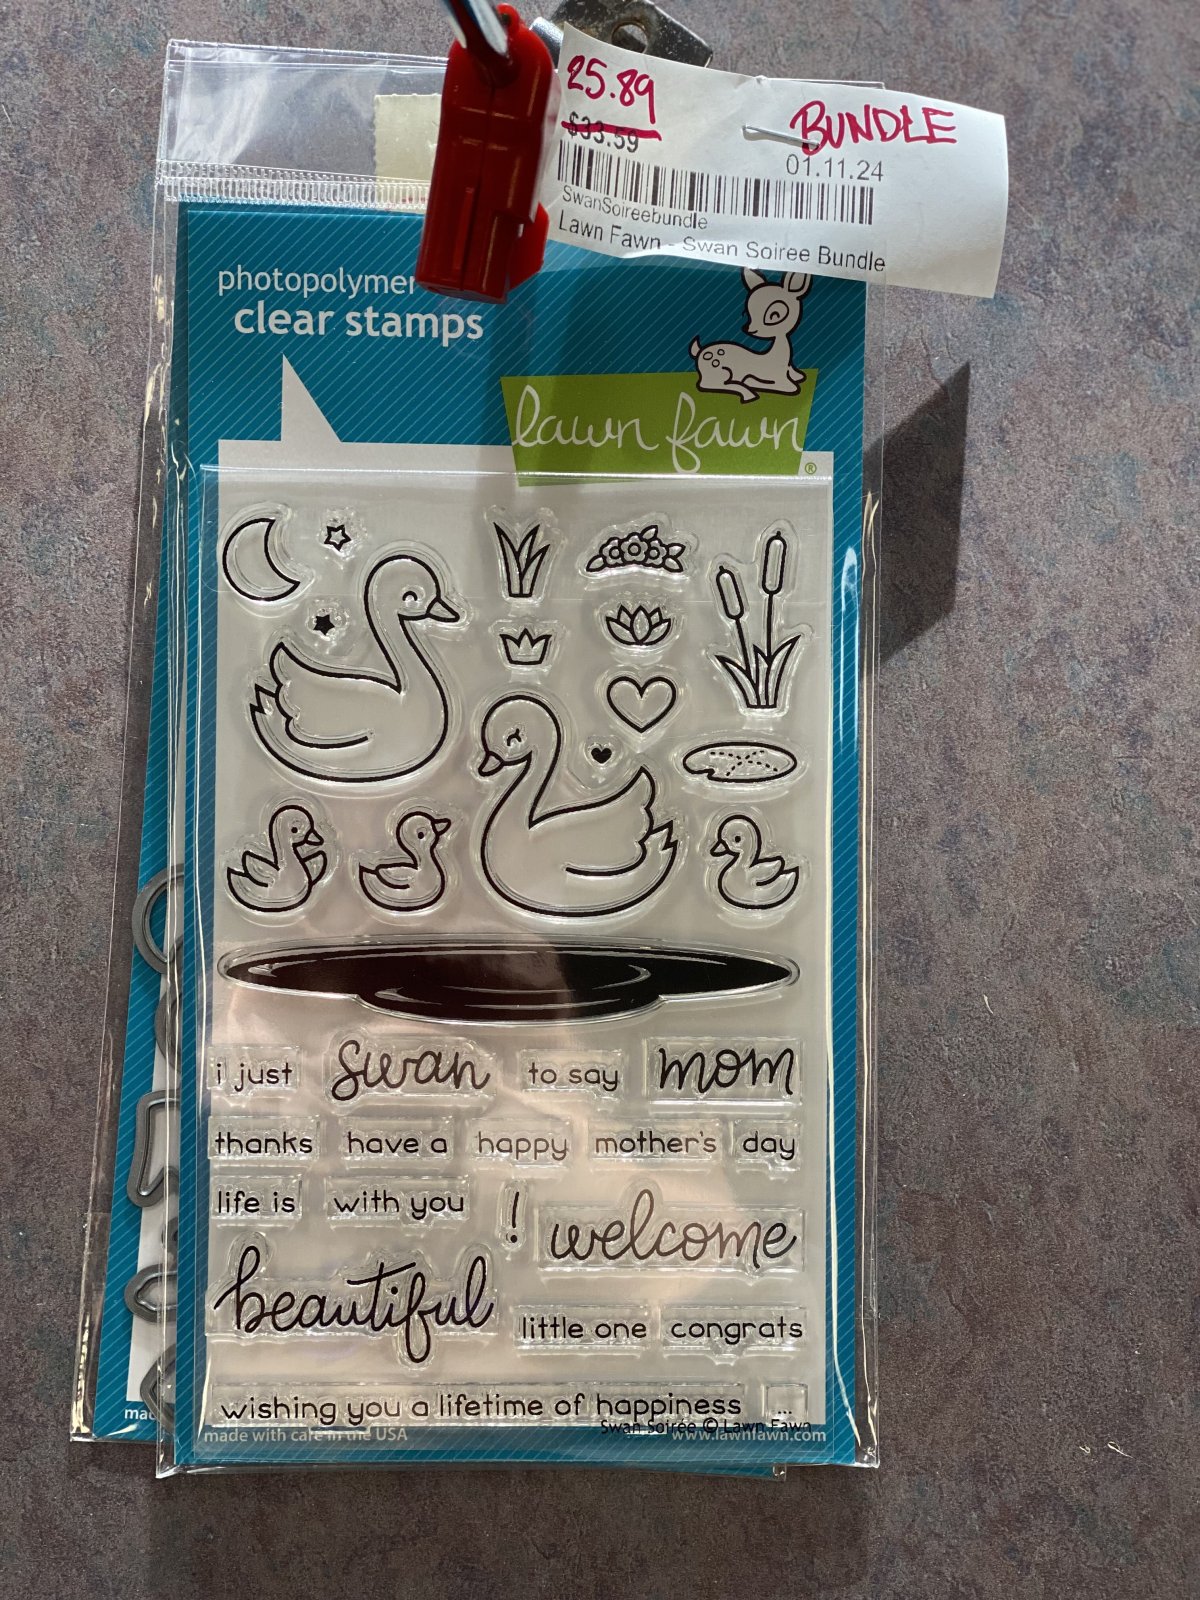 25.89
$33.59
BUNDLE
01.11.24
SwanSoireebundle
Lawn Fawn - Swan Soiree Bundle
photopolymer
clear stamps
lawn fawn ®
i just swan to say mom
thanks have a happy mother's day
life is with you ! welcome
beautiful little one congrats
wishing you a lifetime of happiness ...
Swan Soirée © Lawn Fawn
made with care in the USA www.lawnfawn.com